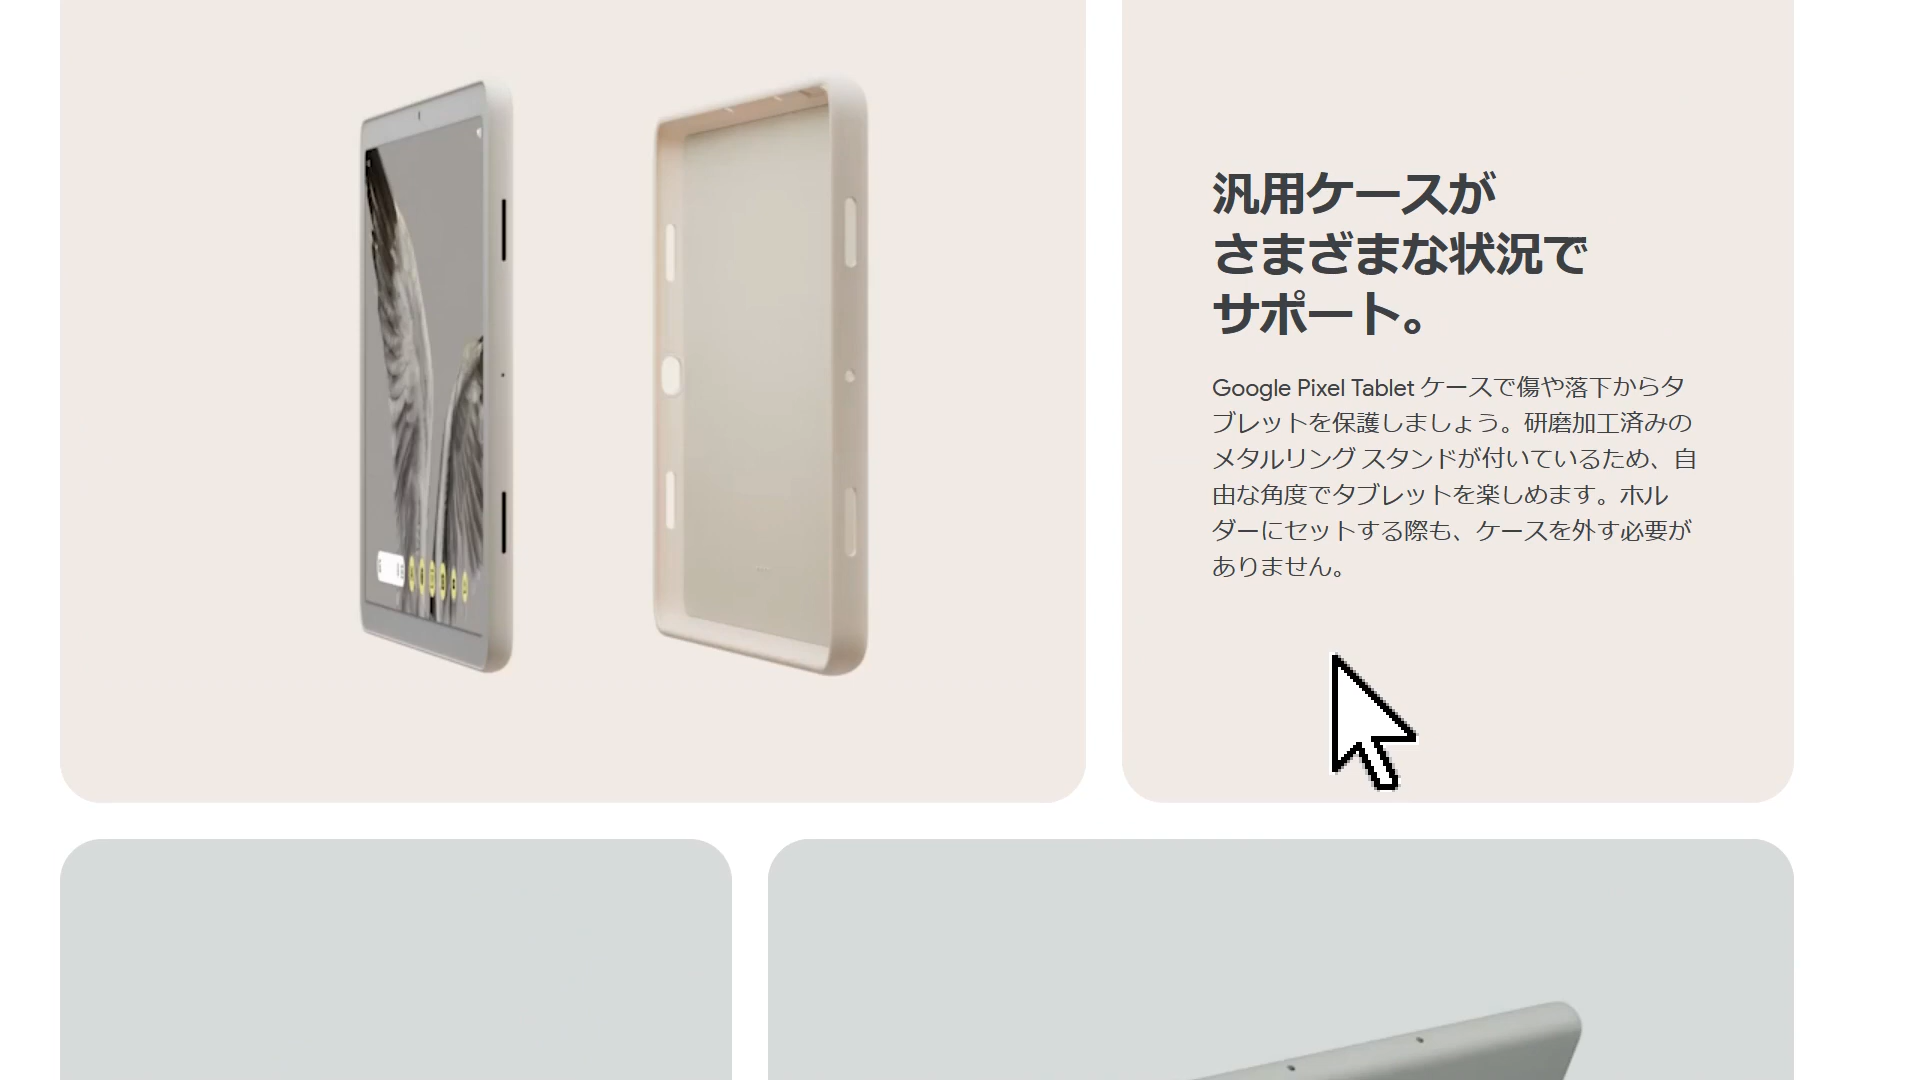 汎用ケースが
さまざまな状況で
サポート。
Google Pixel Tablet ケースで傷や落下からタ
ブレットを保護しましょう。研磨加工済みの
メタルリング スタンドが付いているため、自
由な角度でタブレットを楽しめます。ホル
ダーにセットする際も、ケースを外す必要が
ありません。